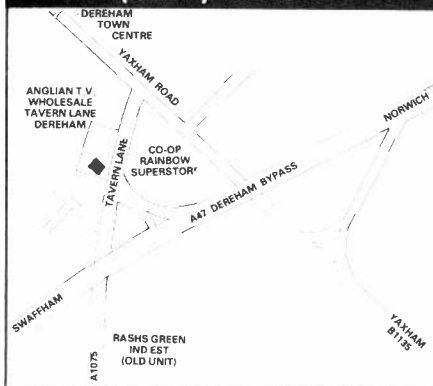 DEREHAM
TOWN
CENTRE
YAXHAM ROAD
ANGLIAN T.V.
WHOLESALE
TAVERN LANE
DEREHAM
NORWICH
TAVERN LANE
CO-OP
RAINBOW
SUPERSTORE
A47 DEREHAM BYPASS
SWAFFHAM
A1075
RASHS GREEN
IND EST
(OLD UNIT)
YAXHAM
B1135